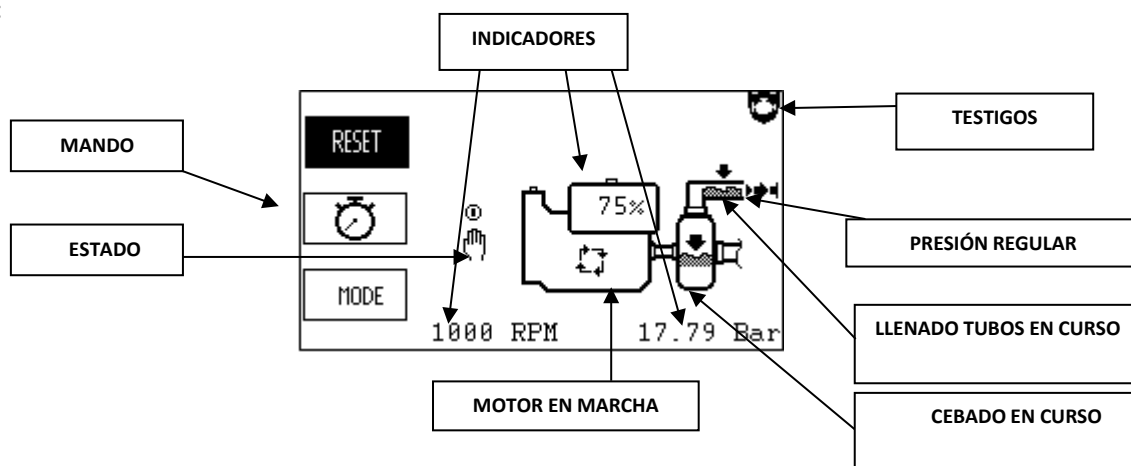 INDICADORES
TESTIGOS
MANDO
RESET
75%
ESTADO
PRESIÓN REGULAR
MODE
LLENADO TUBOS EN CURSO
1000 RPM 17.79 Bar
MOTOR EN MARCHA
CEBADO EN CURSO